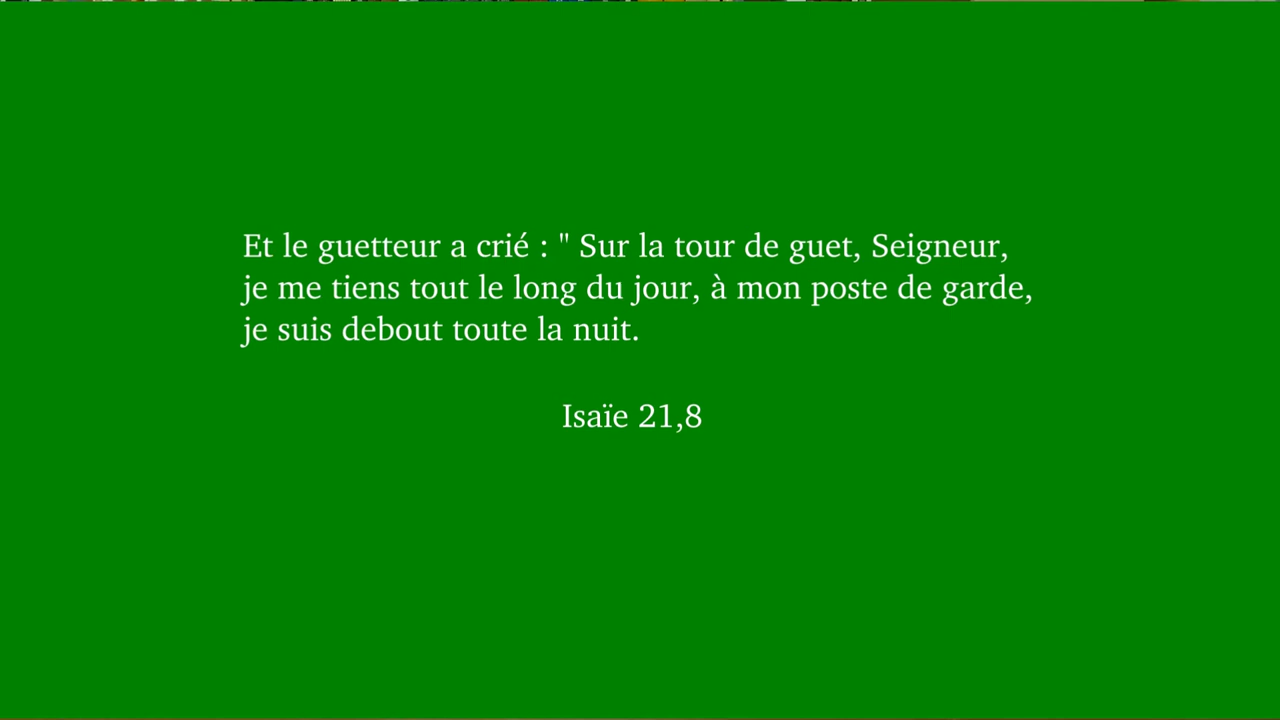 Et le guetteur a crié : " Sur la tour de guet, Seigneur,
je me tiens tout le long du jour, à mon poste de garde,
je suis debout toute la nuit.
Isaïe 21,8